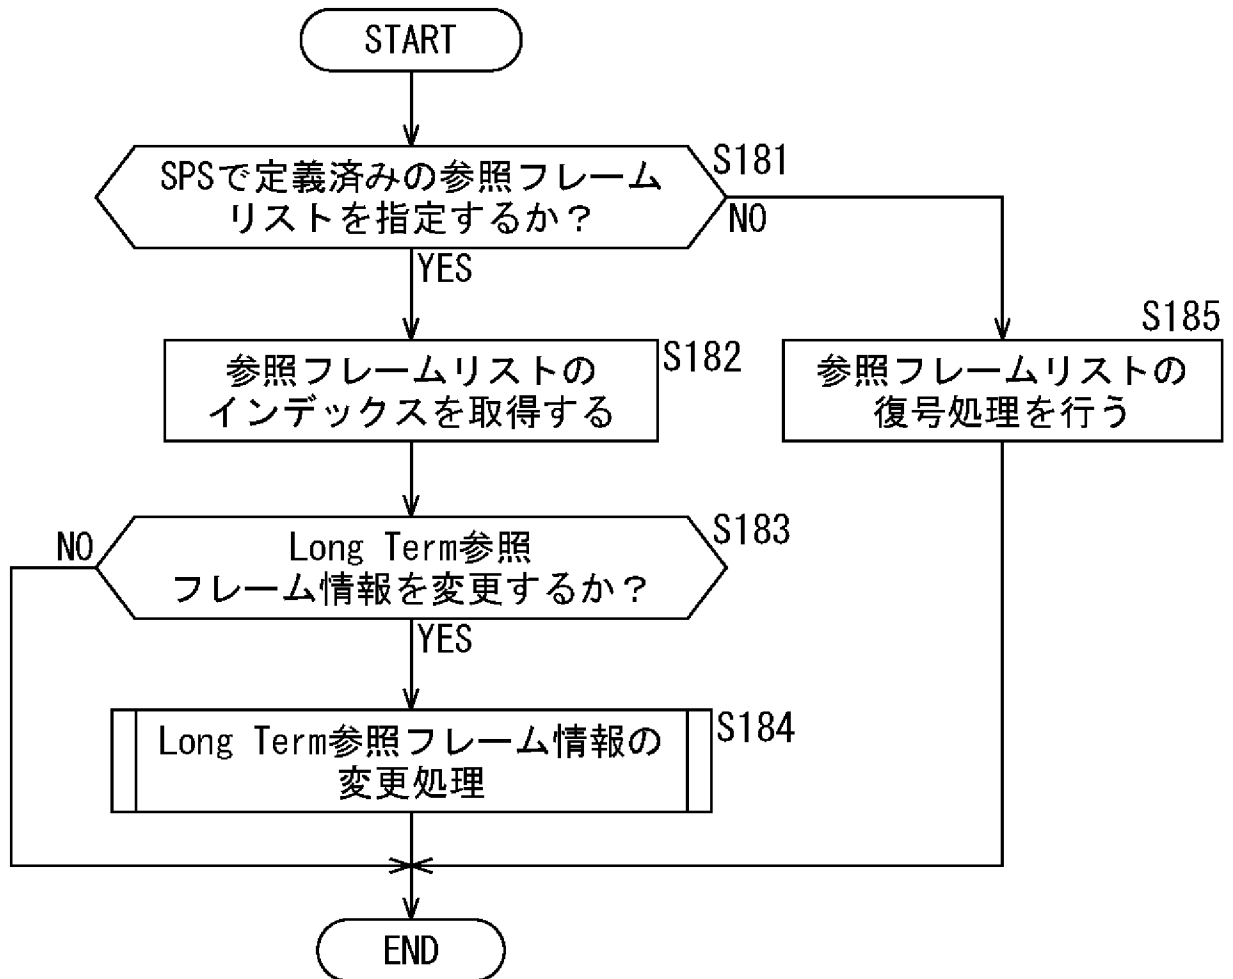 START
SPSで定義済みの参照フレーム
リストを指定するか？
S181
NO
YES
参照フレームリストの
インデックスを取得する
S182
S185
参照フレームリストの
復号処理を行う
NO
Long Term参照
フレーム情報を変更するか？
S183
YES
Long Term参照フレーム情報の
変更処理
S184
END